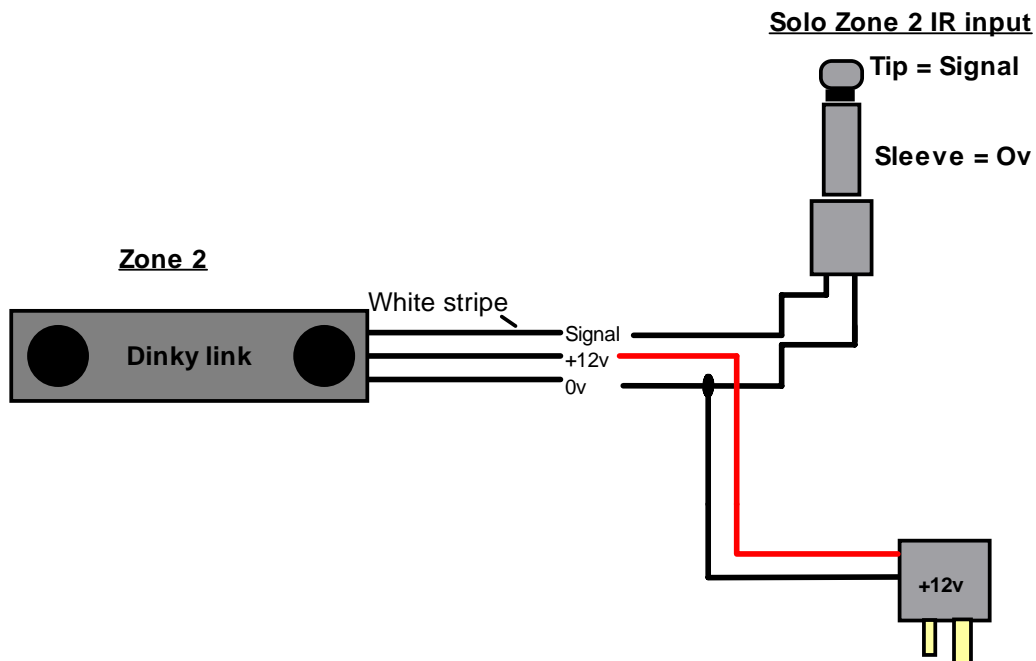 Solo Zone 2 IR input
Tip = Signal
Sleeve = Ov
Zone 2
White stripe
Dinky link
Signal
+12v
0v
+12v